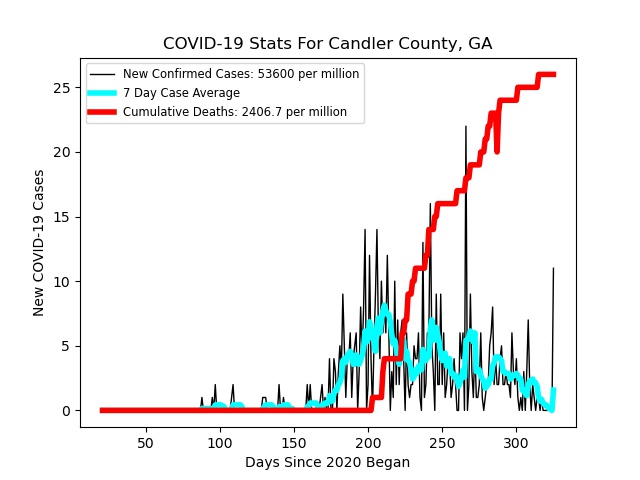 COVID-19 Stats For Candler County, GA
New Confirmed Cases: 53600 per million
7 Day Case Average
Cumulative Deaths: 2406.7 per million
New COVID-19 Cases
25
20
15
10
5
0
50 100 150 200 250 300
Days Since 2020 Began